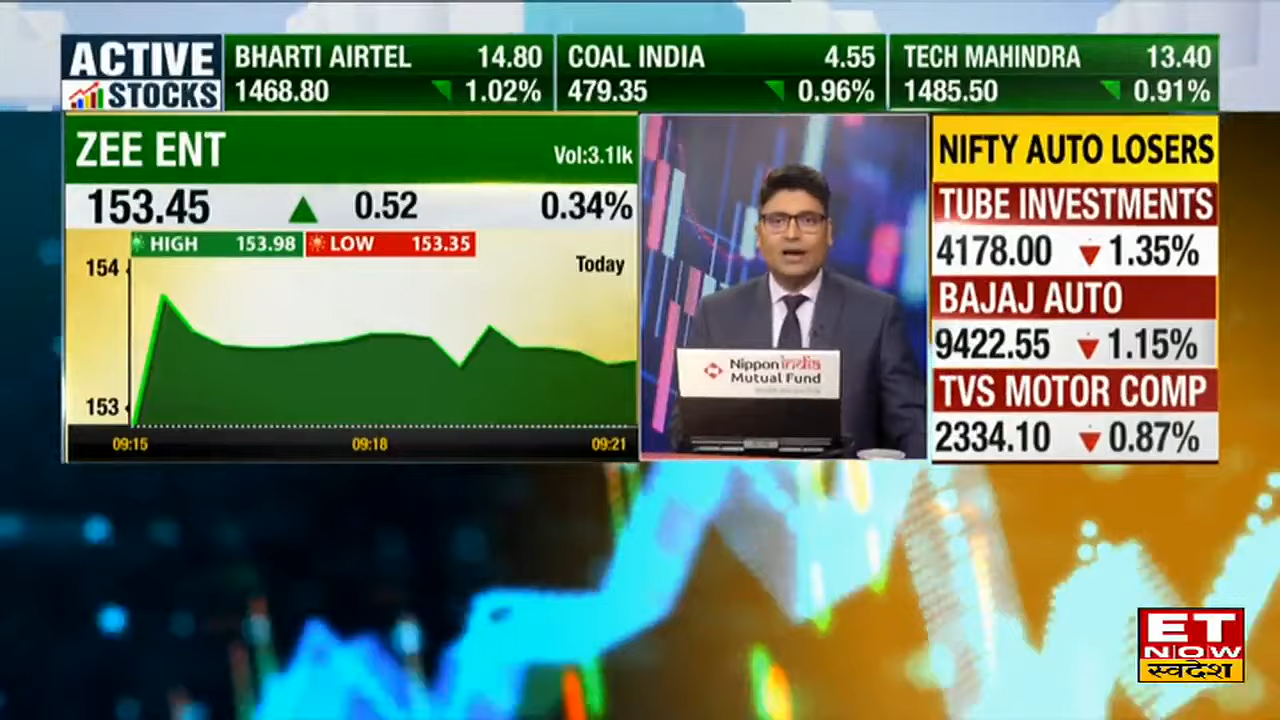 ACTIVE STOCKS
BHARTI AIRTEL 14.80
1468.80 1.02%
COAL INDIA 4.55
479.35 0.96%
TECH MAHINDRA 13.40
1485.50 0.91%
ZEE ENT
Vol:3.1lk
153.45 0.52 0.34%
HIGH 153.98 LOW 153.35
Today
154
153
09:15 09:18 09:21
Nippon india
Mutual Fund
NIFTY AUTO LOSERS
TUBE INVESTMENTS
4178.00 1.35%
BAJAJ AUTO
9422.55 1.15%
TVS MOTOR COMP
2334.10 0.87%
ET
NOW
स्वदेश